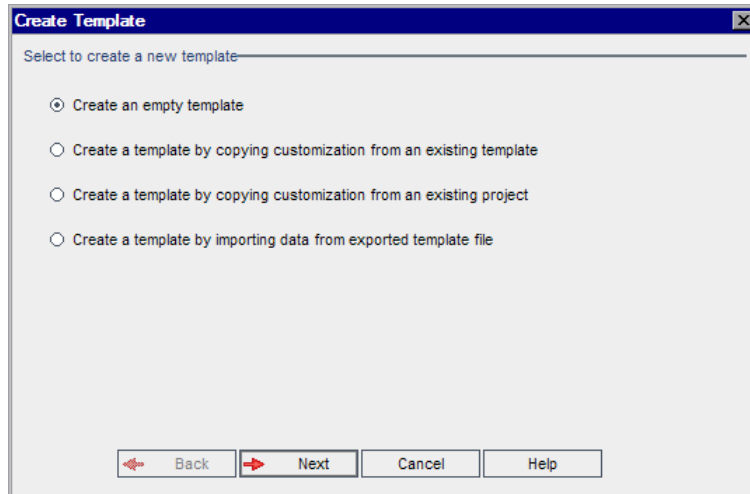 Create Template
Select to create a new template
Create an empty template
Create a template by copying customization from an existing template
Create a template by copying customization from an existing project
Create a template by importing data from exported template file
Back Next Cancel Help